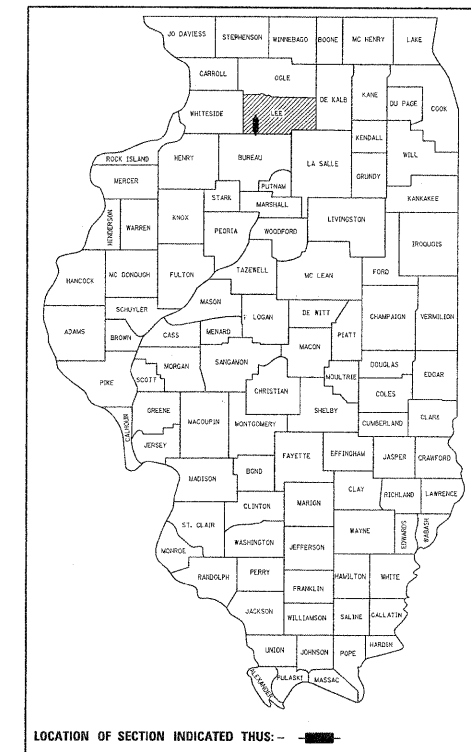 JO DAVIESS STEPHENSON WINNEBAGO BOONE MC HENRY LAKE
CARROLL OGLE
DE KALB KANE COOK
DU PAGE
WHITESIDE LEE
KENDALL WILL
ROCK ISLAND HENRY BUREAU LA SALLE GRUNDY
MERCER PUTNAM KANKAKEE
STARK MARSHALL
HENDERSON WARREN KNOX LIVINGSTON
PEORIA WOODFORD IROQUOIS
HANCOCK MC DONOUGH FULTON TAZEWELL MC LEAN FORD
MASON
SCHUYLER LOGAN DE WITT CHAMPAIGN VERMILION
ADAMS BROWN CASS MENARD PIATT
MACON
PIKE SCOTT MORGAN SANGAMON MOULTRIE DOUGLAS EDGAR
CHRISTIAN COLES
CALHOUN GREENE MACOUPIN MONTGOMERY SHELBY CUMBERLAND CLARK
JERSEY
FAYETTE EFFINGHAM JASPER CRAWFORD
MADISON BOND
CLAY RICHLAND LAWRENCE
CLINTON MARION
ST. CLAIR WAYNE EDWARDS WABASH
MONROE WASHINGTON JEFFERSON
RANDOLPH PERRY HAMILTON WHITE
FRANKLIN
JACKSON WILLIAMSON SALINE GALLATIN
UNION JOHNSON POPE HARDIN
ALEXANDER PULASKI MASSAC
LOCATION OF SECTION INDICATED THUS:-